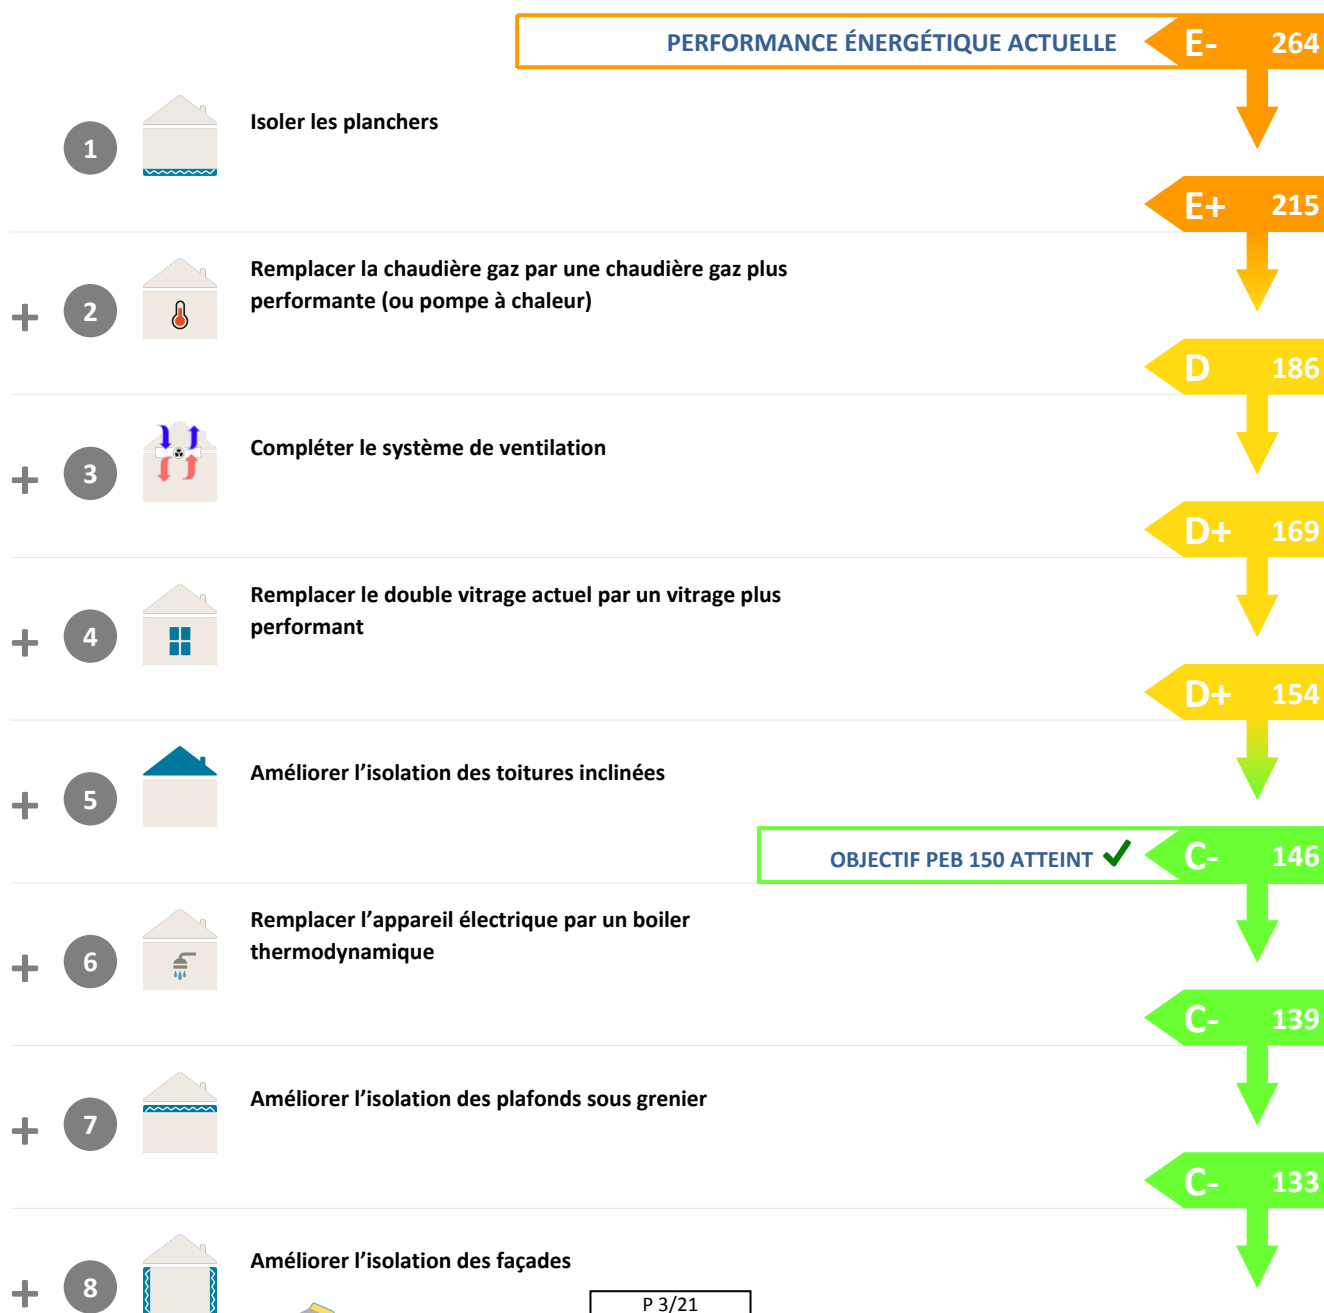 PERFORMANCE ÉNERGÉTIQUE ACTUELLE E- 264
1 Isoler les planchers
E+ 215
Remplacer la chaudière gaz par une chaudière gaz plus
+ 2 performante (ou pompe à chaleur)
D 186
+ 3 Compléter le système de ventilation
D+ 169
Remplacer le double vitrage actuel par un vitrage plus
+ 4 performant
D+ 154
+ 5 Améliorer l’isolation des toitures inclinées
OBJECTIF PEB 150 ATTEINT ✔ C- 146
Remplacer l’appareil électrique par un boiler
+ 6 thermodynamique
C- 139
+ 7 Améliorer l’isolation des plafonds sous grenier
C- 133
+ 8 Améliorer l’isolation des façades
P 3/21